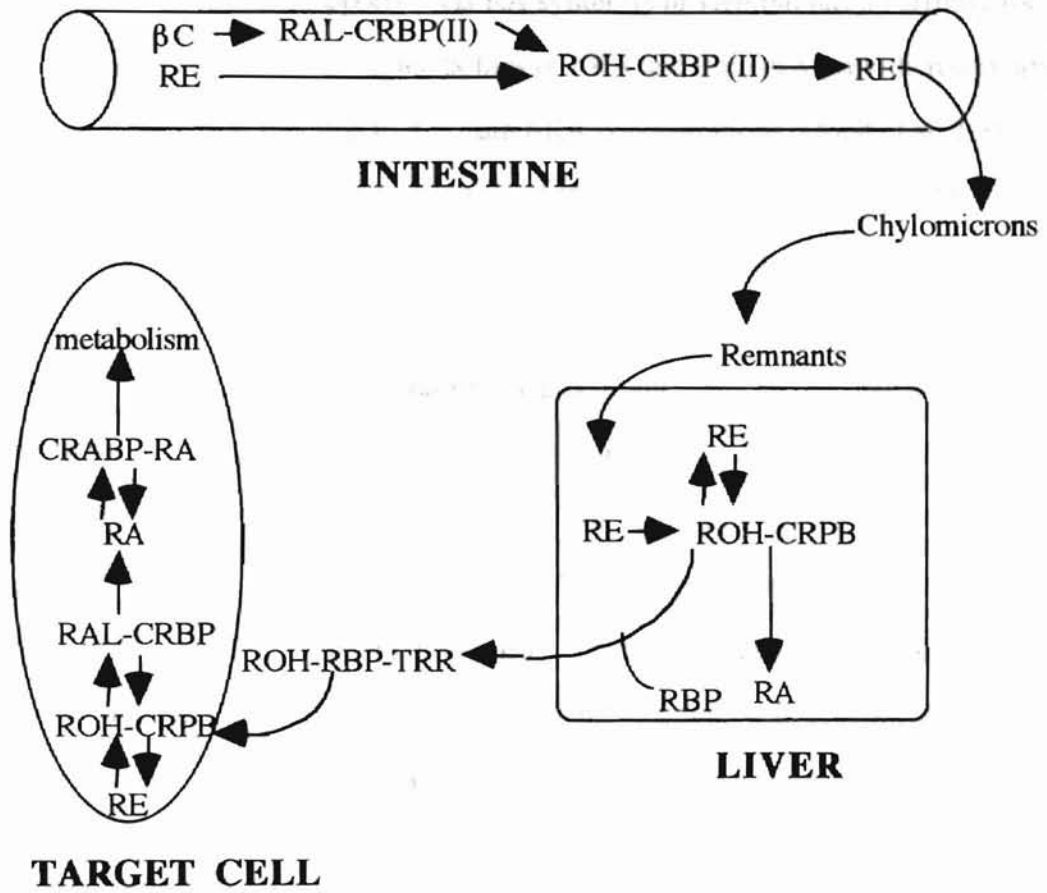 βC RAL-CRBP(II)
RE ROH-CRBP (II) RE
INTESTINE
Chylomicrons
Remnants
metabolism
CRABP-RA
RA
RAL-CRBP
ROH-CRPB
RE
TARGET CELL
ROH-RBP-TRR
RE
RE ROH-CRPB
RBP RA
LIVER